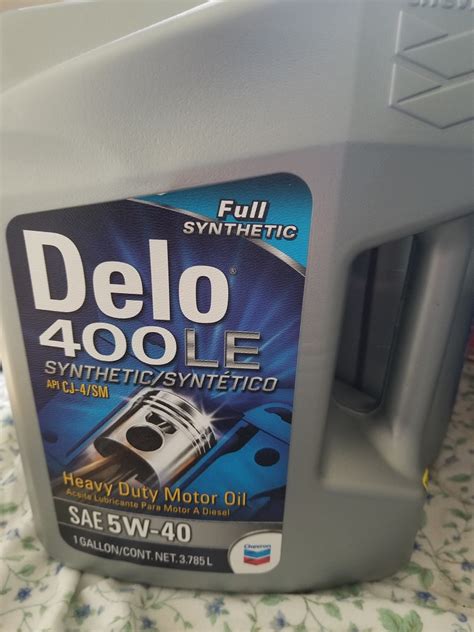 Full
SYNTHETIC
Delo®
400LE
SYNTHETIC/SYNTÉTICO
API CJ-4/SM
Heavy Duty Motor Oil
Aceite Lubricante Para Motor A Diesel
SAE 5W-40
1 GALLON/CONT. NET. 3.785 L
Chevron